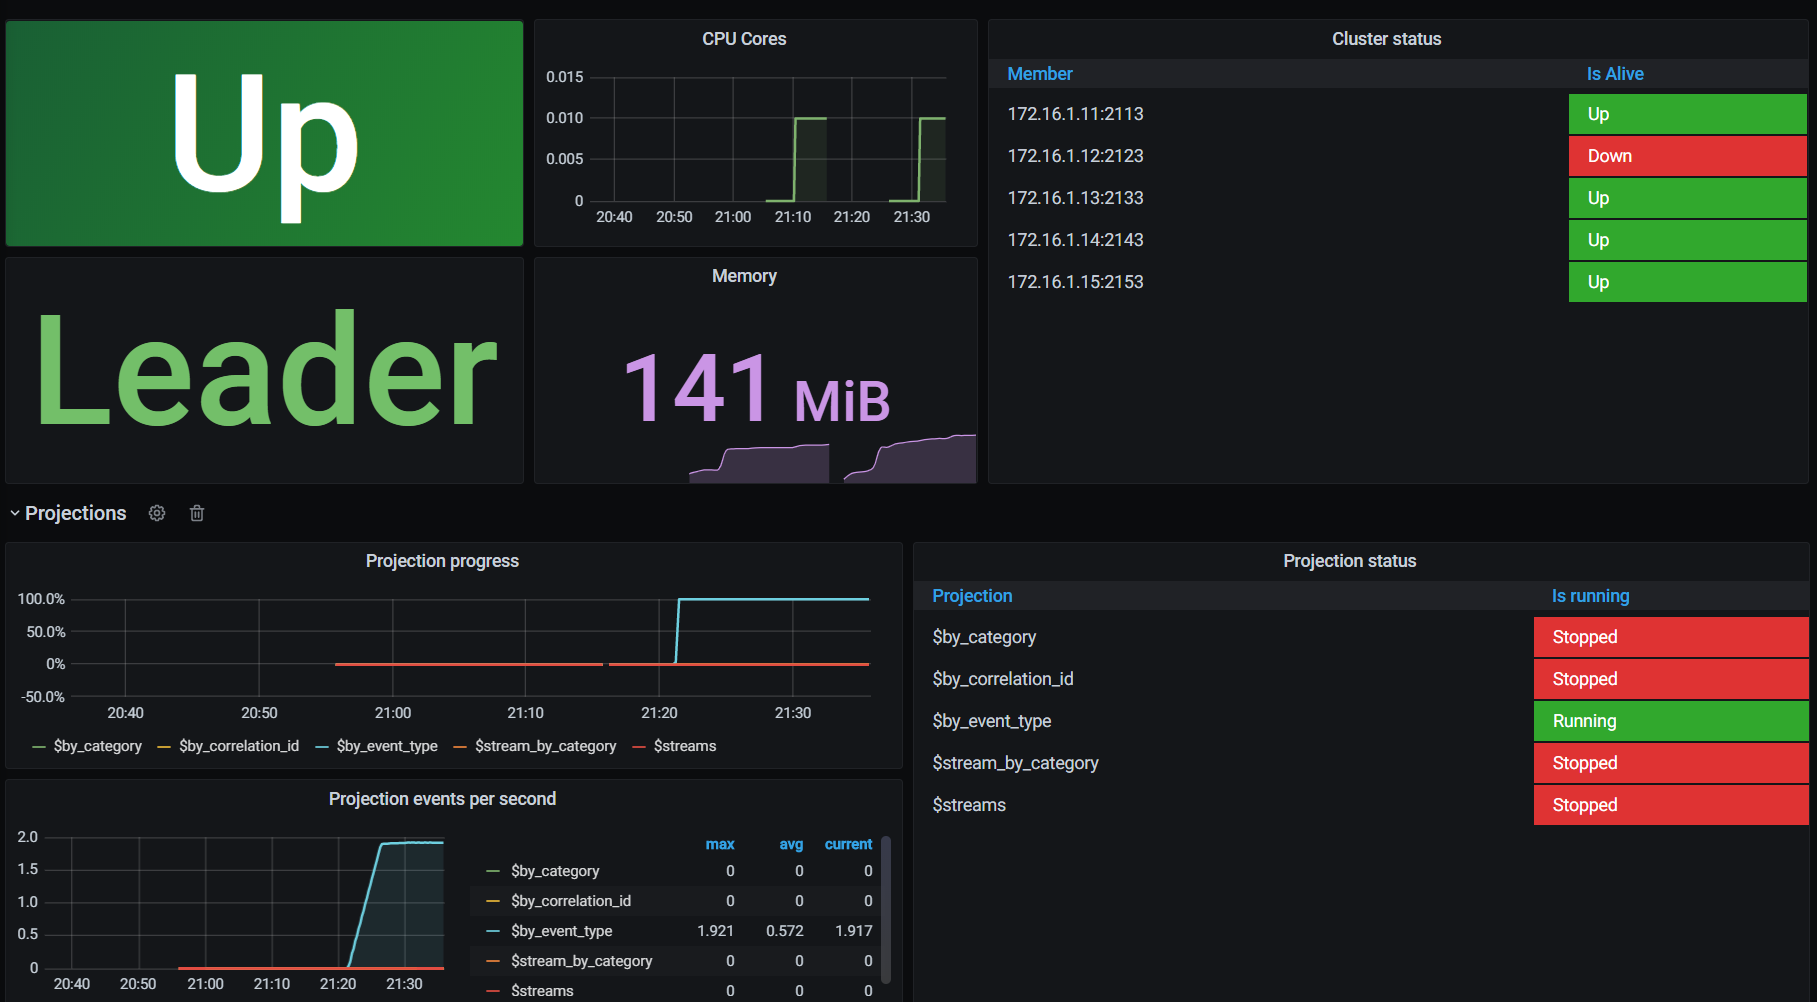 Up
CPU Cores
0.015
0.010
0.005
0
20:40 20:50 21:00 21:10 21:20 21:30
Cluster status
Member Is Alive
172.16.1.11:2113 Up
172.16.1.12:2123 Down
172.16.1.13:2133 Up
172.16.1.14:2143 Up
172.16.1.15:2153 Up
Leader
Memory
141 MiB
Projections
Projection progress
100.0%
50.0%
0%
-50.0%
20:40 20:50 21:00 21:10 21:20 21:30
$by_category $by_correlation_id $by_event_type $stream_by_category $streams
Projection status
Projection Is running
$by_category Stopped
$by_correlation_id Stopped
$by_event_type Running
$stream_by_category Stopped
$streams Stopped
Projection events per second
2.0
1.5
1.0
0.5
0
20:40 20:50 21:00 21:10 21:20 21:30
max avg current
$by_category 0 0 0
$by_correlation_id 0 0 0
$by_event_type 1.921 0.572 1.917
$stream_by_category 0 0 0
$streams 0 0 0